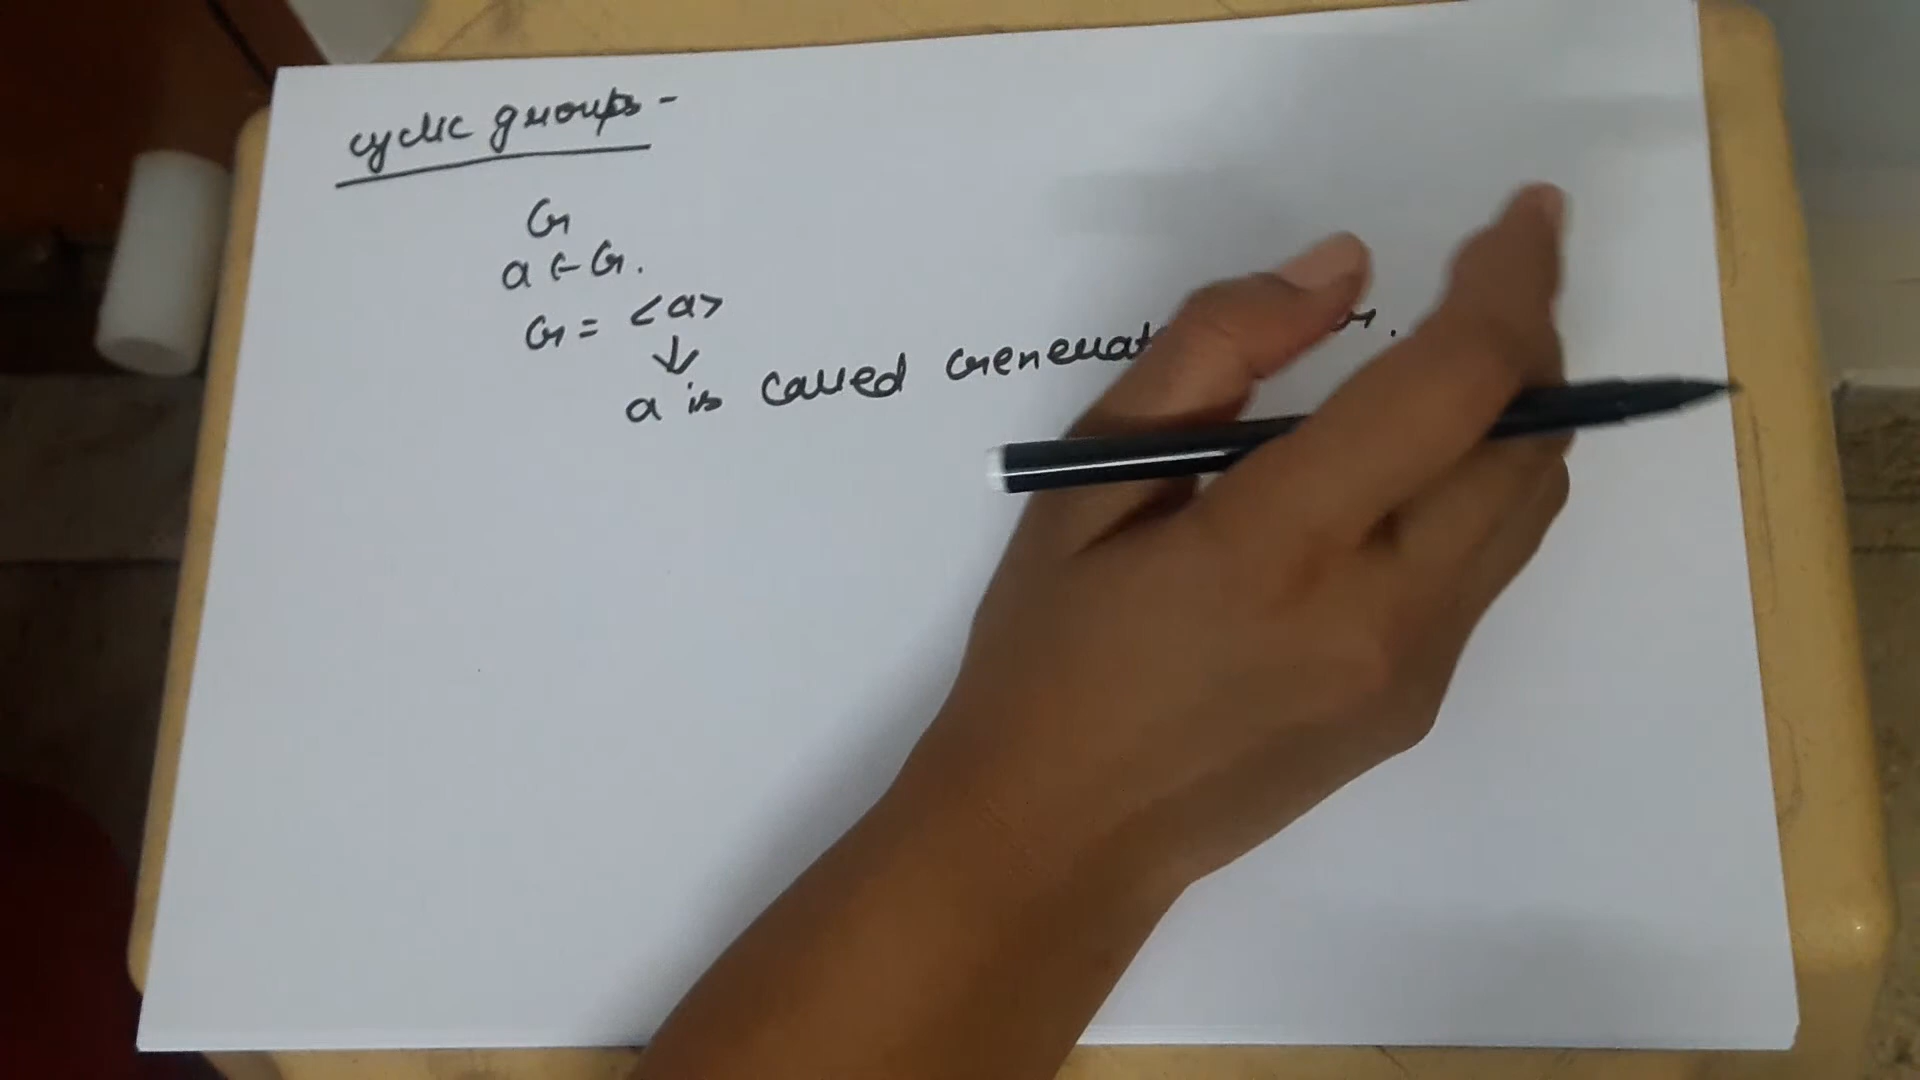 cyclic groups -
G
a ∈ G.
G = <a>
↓
a is called